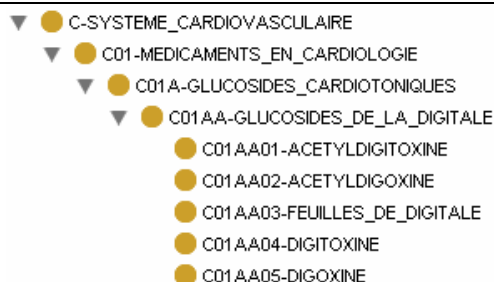 C-SYSTEME_CARDIOVASCULAIRE
C01-MEDICAMENTS_EN_CARDIOLOGIE
C01A-GLUCOSIDES_CARDIOTONIQUES
C01AA-GLUCOSIDES_DE_LA_DIGITALE
C01AA01-ACETYLDIGITOXINE
C01AA02-ACETYLDIGOXINE
C01AA03-FEUILLES_DE_DIGITALE
C01AA04-DIGITOXINE
C01AA05-DIGOXINE